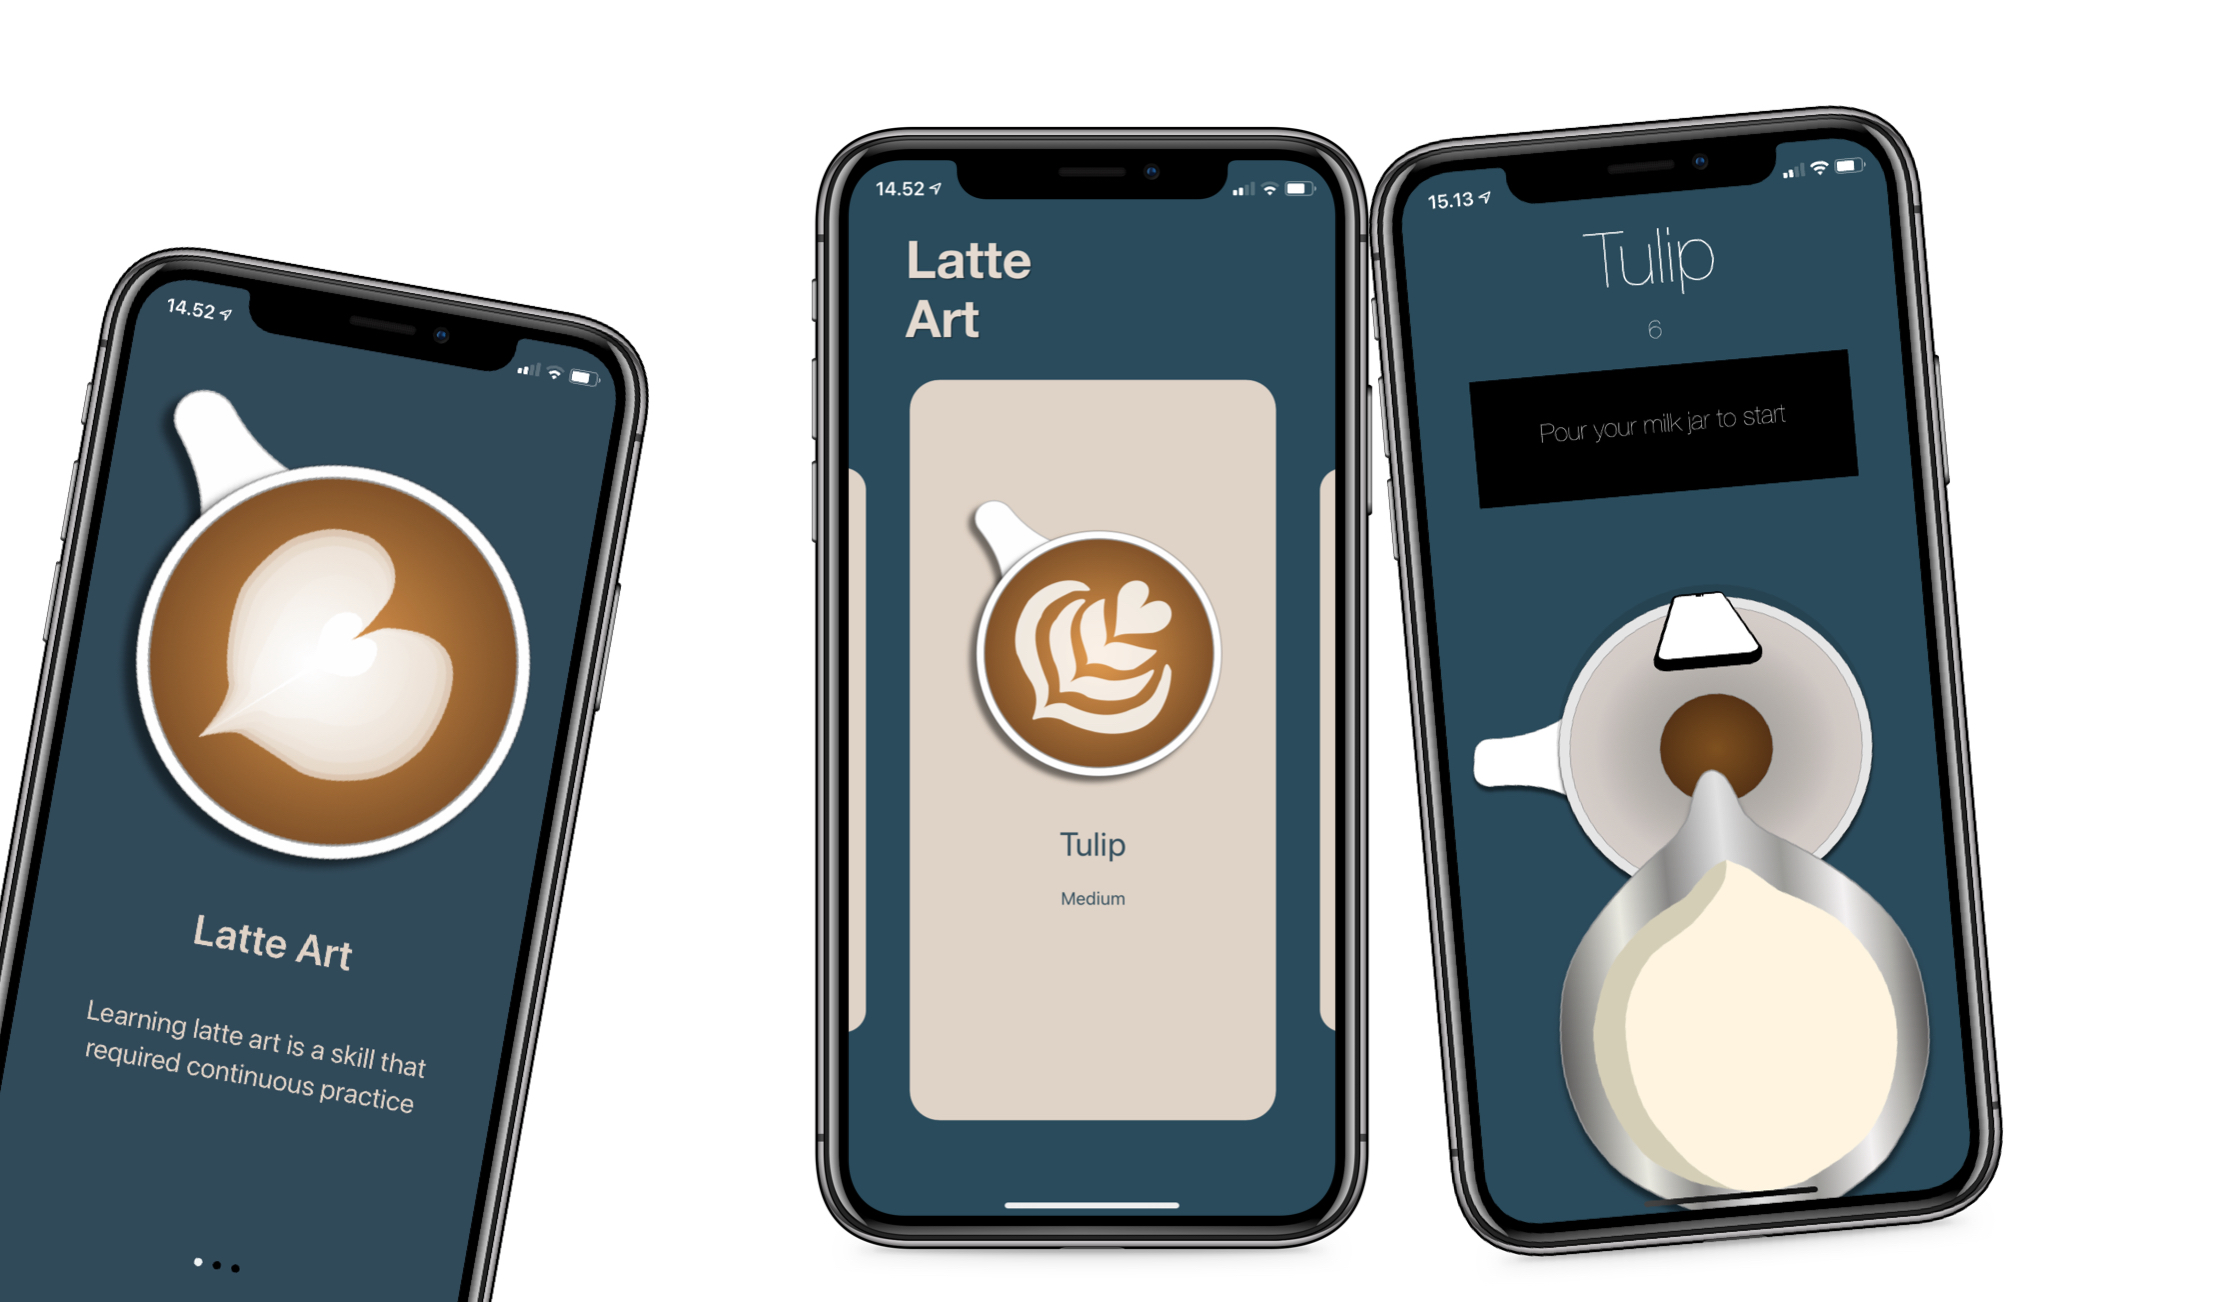 14.52
Latte Art
Learning latte art is a skill that
required continuous practice
14.52
Latte
Art
Tulip
Medium
15.13
Tulip
6
Pour your milk jar to start